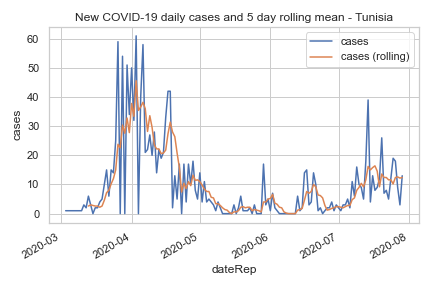 New COVID-19 daily cases and 5 day rolling mean - Tunisia
cases
cases (rolling)
60
50
40
30
20
10
0
cases
2020-03
2020-04
2020-05
2020-06
2020-07
2020-08
dateRep